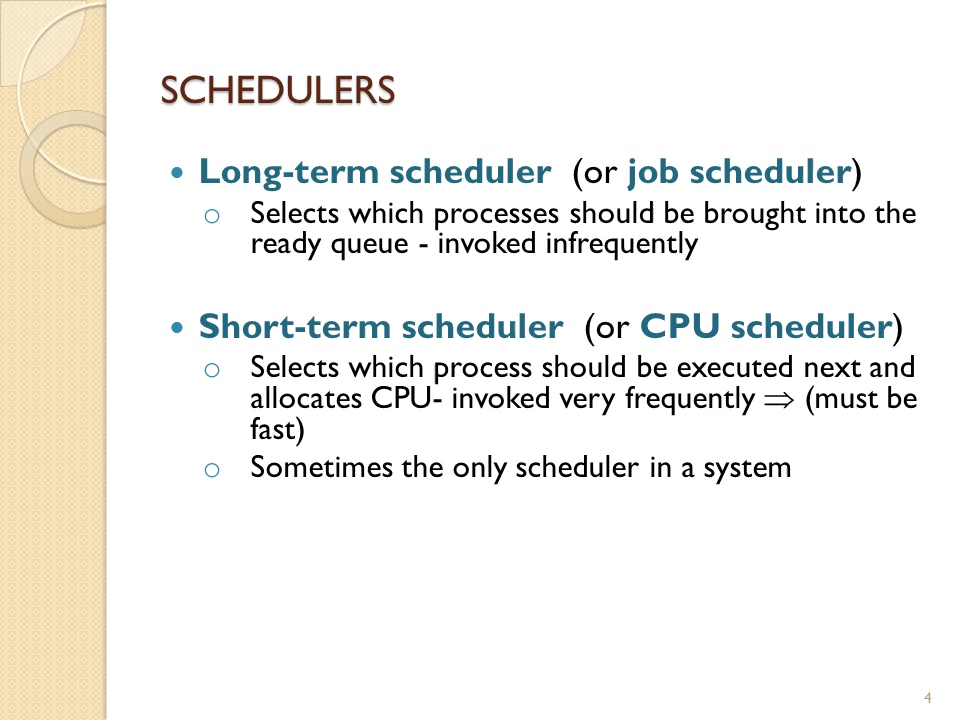 SCHEDULERS
• Long-term scheduler (or job scheduler)
o Selects which processes should be brought into the
ready queue - invoked infrequently
• Short-term scheduler (or CPU scheduler)
o Selects which process should be executed next and
allocates CPU- invoked very frequently ⇒ (must be
fast)
o Sometimes the only scheduler in a system
4